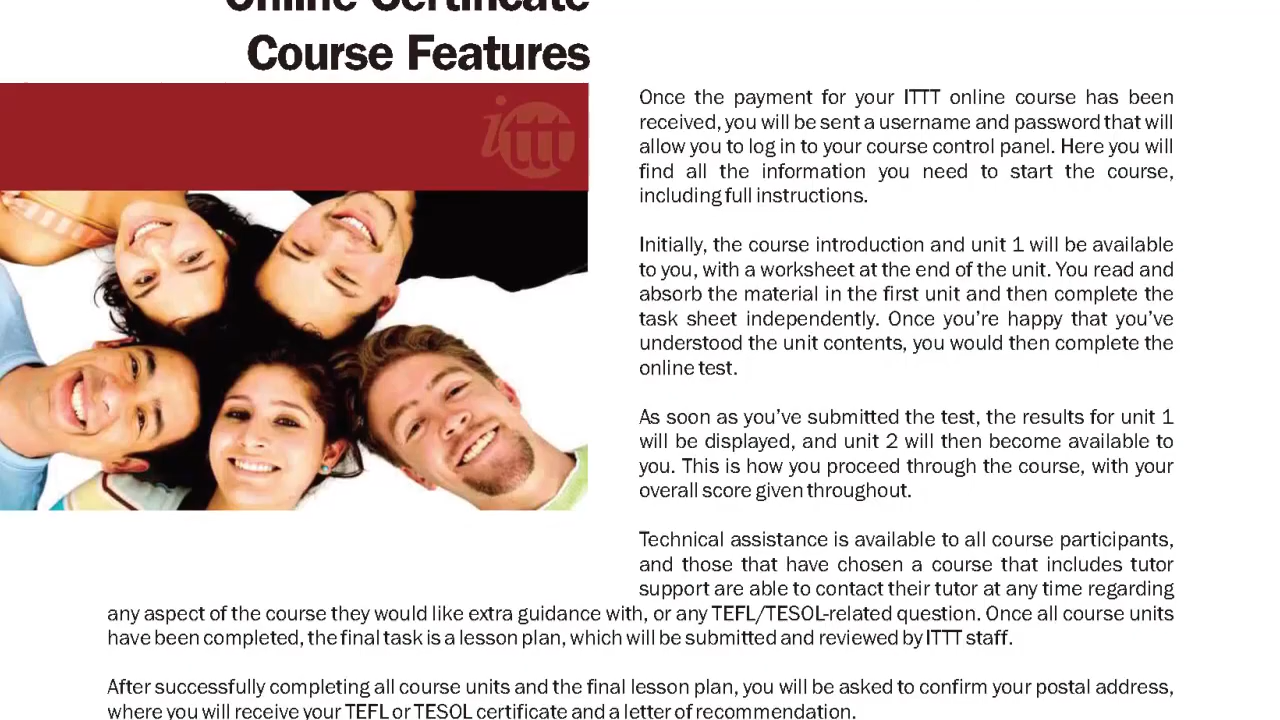 Online Certificate
Course Features
ittt
Once the payment for your ITTT online course has been
received, you will be sent a username and password that will
allow you to log in to your course control panel. Here you will
find all the information you need to start the course,
including full instructions.
Initially, the course introduction and unit 1 will be available
to you, with a worksheet at the end of the unit. You read and
absorb the material in the first unit and then complete the
task sheet independently. Once you're happy that you've
understood the unit contents, you would then complete the
online test.
As soon as you've submitted the test, the results for unit 1
will be displayed, and unit 2 will then become available to
you. This is how you proceed through the course, with your
overall score given throughout.
Technical assistance is available to all course participants,
and those that have chosen a course that includes tutor
support are able to contact their tutor at any time regarding
any aspect of the course they would like extra guidance with, or any TEFL/TESOL-related question. Once all course units
have been completed, the final task is a lesson plan, which will be submitted and reviewed by ITTT staff.
After successfully completing all course units and the final lesson plan, you will be asked to confirm your postal address,
where you will receive your TEFL or TESOL certificate and a letter of recommendation.